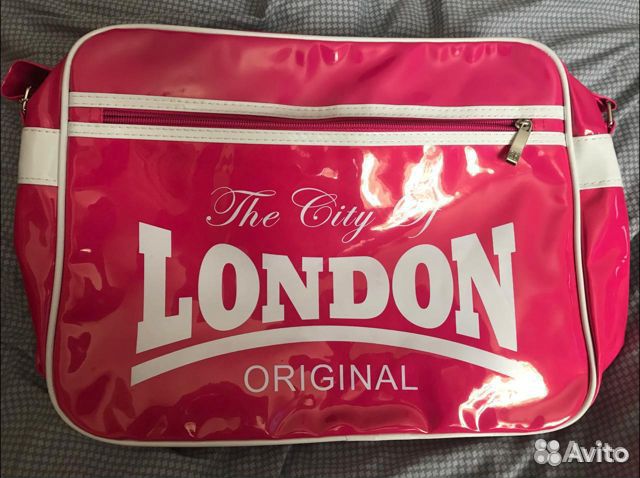 The City Of
LONDON
ORIGINAL
Avito